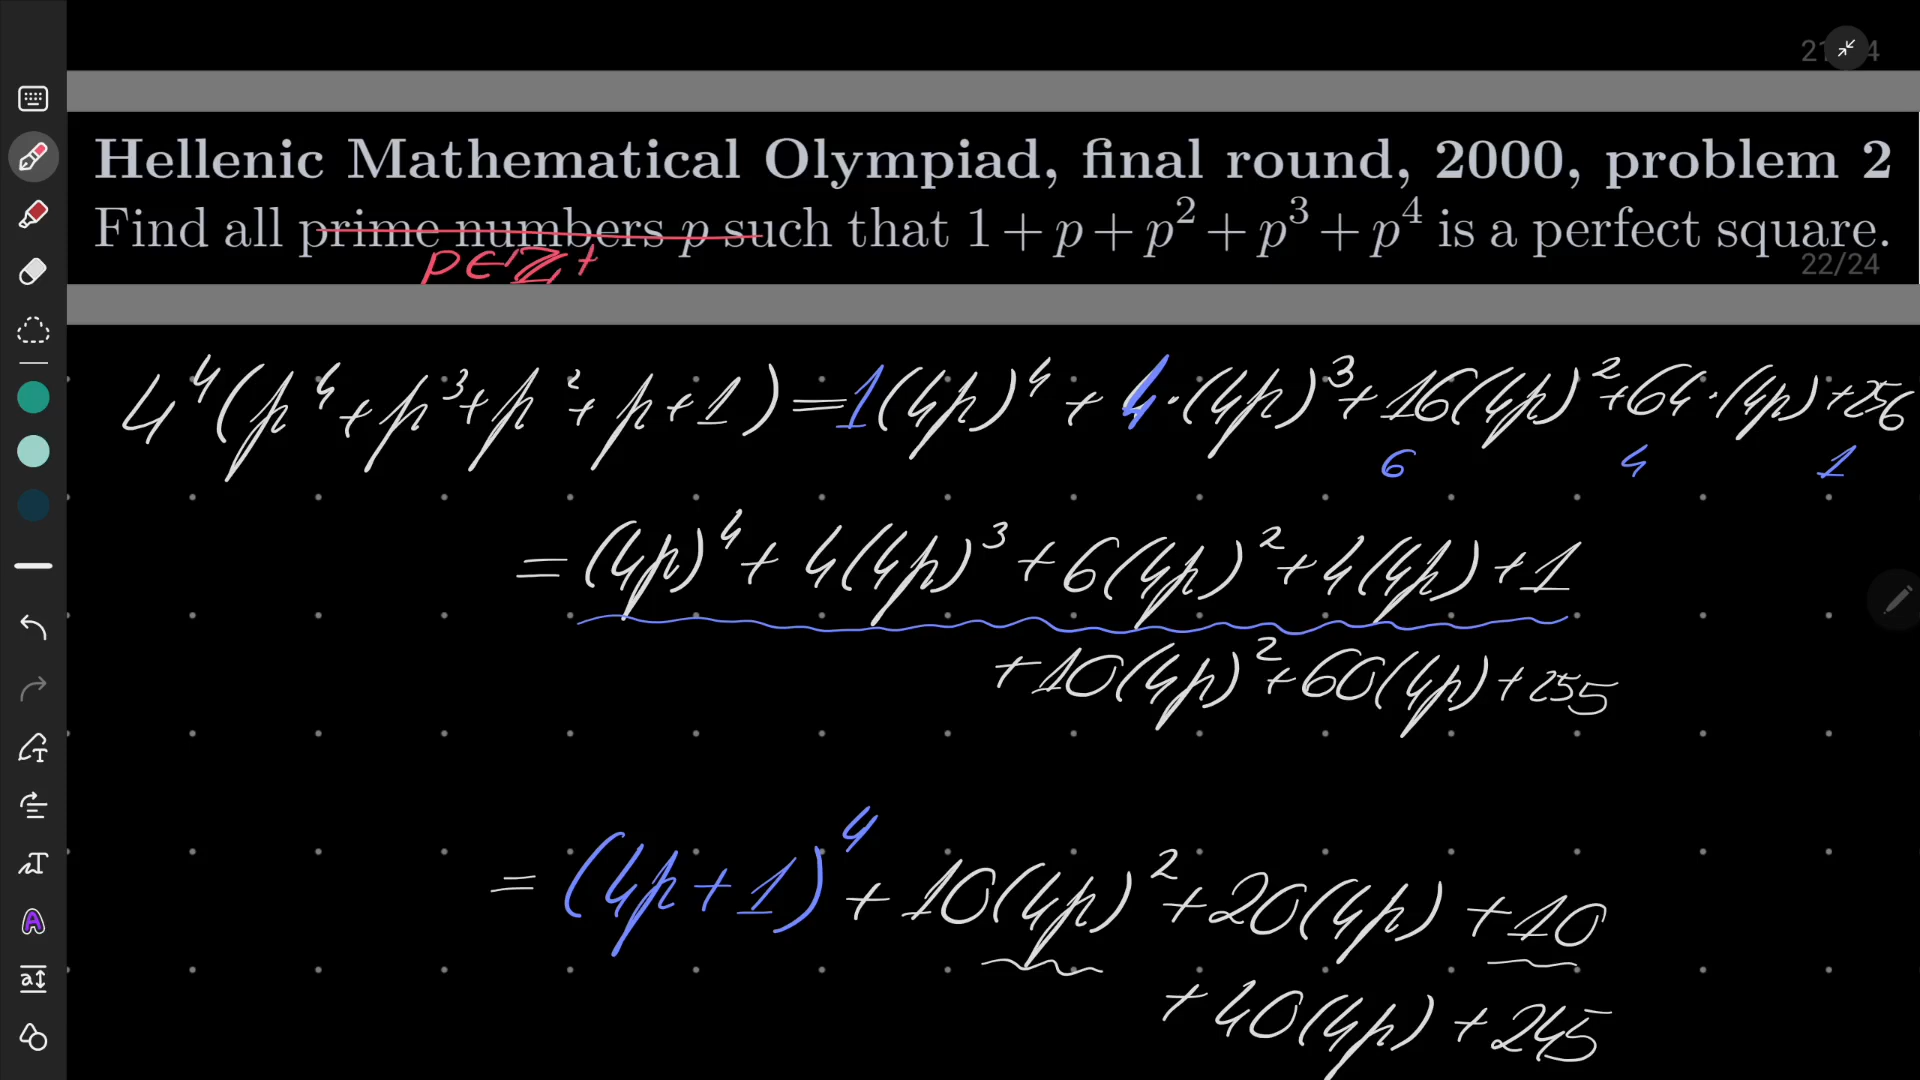 Hellenic Mathematical Olympiad, final round, 2000, problem 2
Find all prime numbers p such that 1 + p + p² + p³ + p⁴ is a perfect square.
p ∈ ℤ⁺
22/24
4⁴(p⁴ + p³ + p² + p + 1) = 1(4p)⁴ + 4·(4p)³ + 16(4p)² + 64·(4p) + 256
6 4 1
= (4p)⁴ + 4(4p)³ + 6(4p)² + 4(4p) + 1
+ 10(4p)² + 60(4p) + 255
= (4p + 1)⁴ + 10(4p)² + 20(4p) + 10
+ 40(4p) + 245